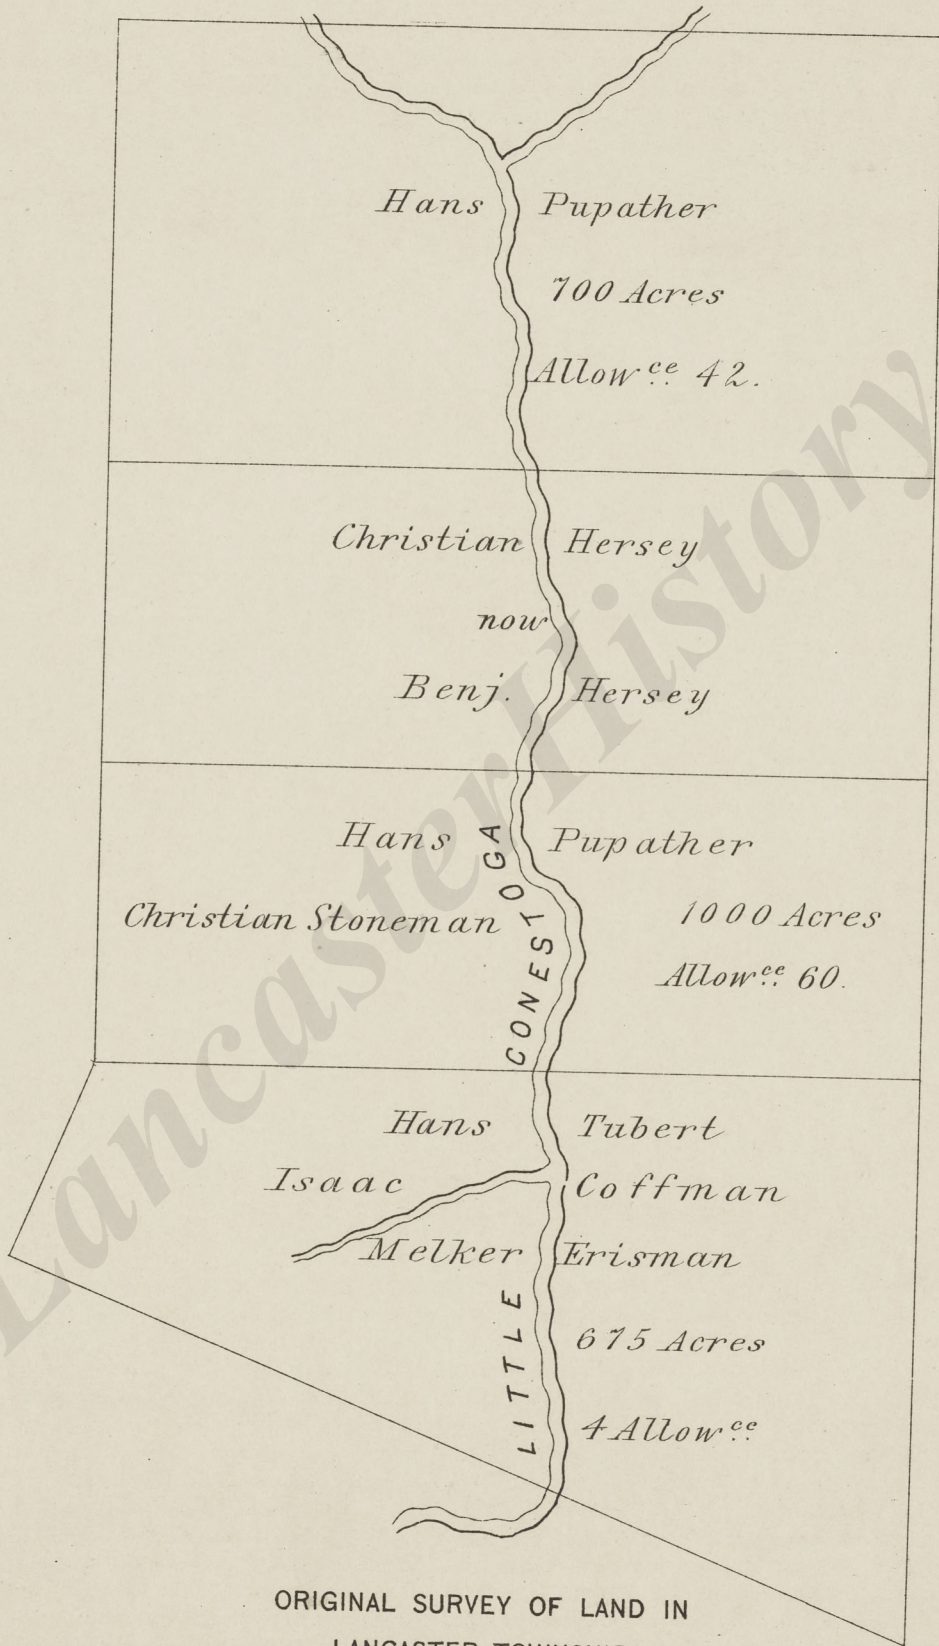 Hans Pupather
700 Acres
Allow^ce 42.
Christian Hersey
now
Benj. Hersey
Hans Pupather
Christian Stoneman 1000 Acres
Allow^ce 60.
Hans Tubert
Isaac Coffman
Melker Erisman
675 Acres
4 Allow^ce
LITTLE CONESTOGA
ORIGINAL SURVEY OF LAND IN
LANCASTER TOWNSHIP
LancasterHistory